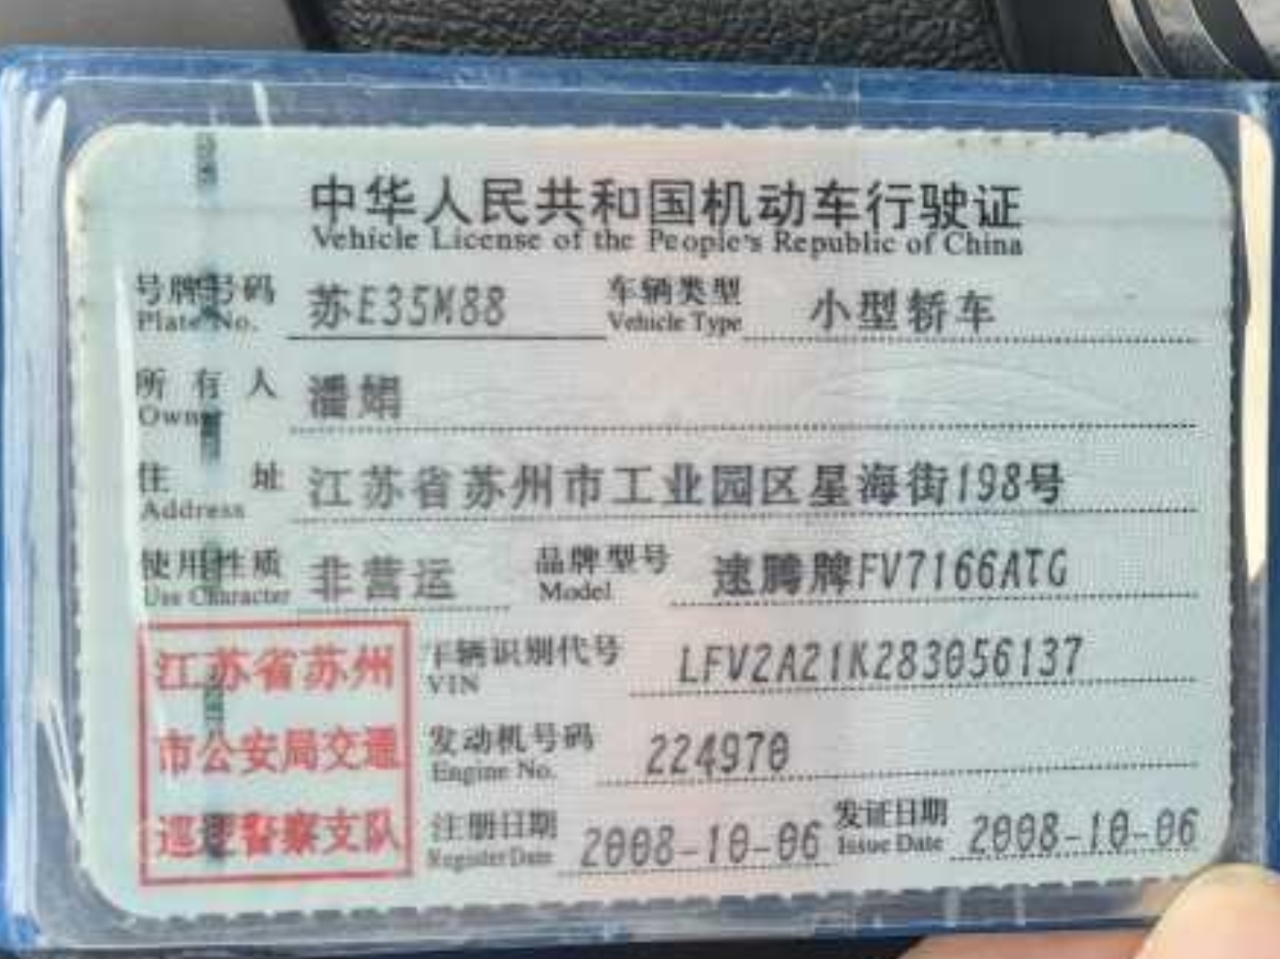 中华人民共和国机动车行驶证
Vehicle License of the People's Republic of China
号牌号码 苏E35M88 车辆类型 小型轿车
Plate No. Vehicle Type
所有人 潘娟
Owner
住址 江苏省苏州市工业园区星海街198号
Address
使用性质 非营运 品牌型号 速腾牌FV7166ATG
Use Character Model
车辆识别代号 LFV2A21K283056137
VIN
发动机号码 224970
Engine No.
注册日期 2008-10-06 发证日期 2008-10-06
Register Date Issue Date
江苏省苏州
市公安局交通
巡逻警察支队